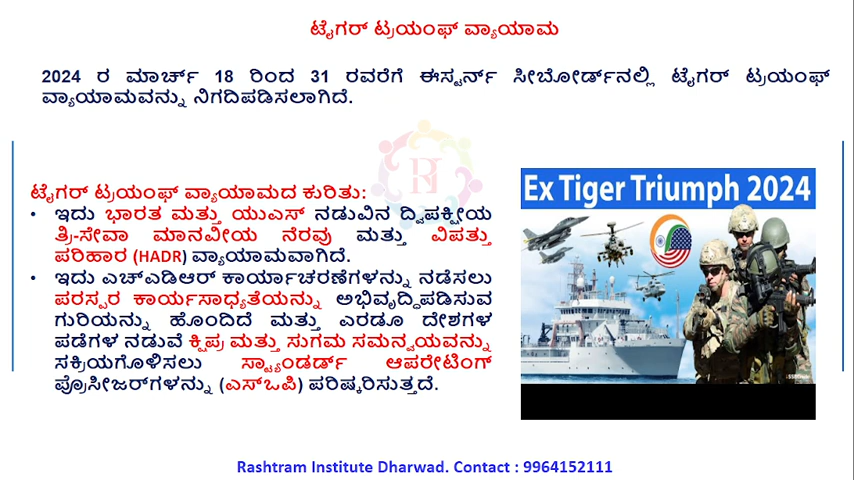 ಟೈಗರ್ ಟ್ರಯಂಫ್ ವ್ಯಾಯಾಮ
2024 ರ ಮಾರ್ಚ್ 18 ರಿಂದ 31 ರವರೆಗೆ ಈಸ್ಟರ್ನ್ ಸೀಬೋರ್ಡ್‌ನಲ್ಲಿ ಟೈಗರ್ ಟ್ರಯಂಫ್
ವ್ಯಾಯಾಮವನ್ನು ನಿಗದಿಪಡಿಸಲಾಗಿದೆ.
ಟೈಗರ್ ಟ್ರಯಂಫ್ ವ್ಯಾಯಾಮದ ಕುರಿತು:
• ಇದು ಭಾರತ ಮತ್ತು ಯುಎಸ್ ನಡುವಿನ ದ್ವಿಪಕ್ಷೀಯ
ತ್ರಿ-ಸೇವಾ ಮಾನವೀಯ ನೆರವು ಮತ್ತು ವಿಪತ್ತು
ಪರಿಹಾರ (HADR) ವ್ಯಾಯಾಮವಾಗಿದೆ.
• ಇದು ಎಚ್‌ಎಡಿಆರ್ ಕಾರ್ಯಾಚರಣೆಗಳನ್ನು ನಡೆಸಲು
ಪರಸ್ಪರ ಕಾರ್ಯಸಾಧ್ಯತೆಯನ್ನು ಅಭಿವೃದ್ಧಿಪಡಿಸುವ
ಗುರಿಯನ್ನು ಹೊಂದಿದೆ ಮತ್ತು ಎರಡೂ ದೇಶಗಳ
ಪಡೆಗಳ ನಡುವೆ ಕ್ಷಿಪ್ರ ಮತ್ತು ಸುಗಮ ಸಮನ್ವಯವನ್ನು
ಸಕ್ರಿಯಗೊಳಿಸಲು ಸ್ಟ್ಯಾಂಡರ್ಡ್ ಆಪರೇಟಿಂಗ್
ಪ್ರೊಸೀಜರ್‌ಗಳನ್ನು (ಎಸ್‌ಒಪಿ) ಪರಿಷ್ಕರಿಸುತ್ತದೆ.
Ex Tiger Triumph 2024
Rashtram Institute Dharwad. Contact : 9964152111